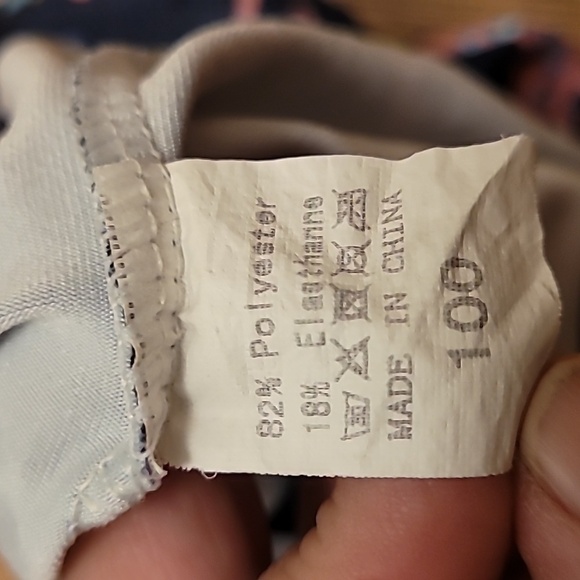 82% Polyester
18% Elasthanne
MADE IN CHINA
100